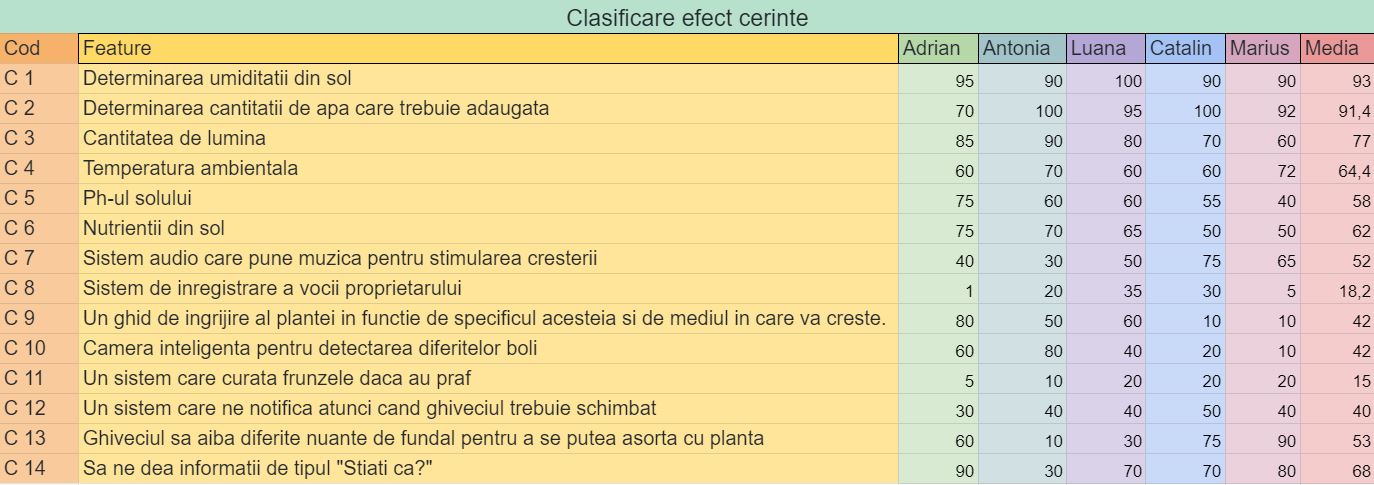 Clasificare efect cerinte
Cod Feature Adrian Antonia Luana Catalin Marius Media
C 1 Determinarea umiditatii din sol 95 90 100 90 90 93
C 2 Determinarea cantitatii de apa care trebuie adaugata 70 100 95 100 92 91,4
C 3 Cantitatea de lumina 85 90 80 70 60 77
C 4 Temperatura ambientala 60 70 60 60 72 64,4
C 5 Ph-ul solului 75 60 60 55 40 58
C 6 Nutrientii din sol 75 70 65 50 50 62
C 7 Sistem audio care pune muzica pentru stimularea cresterii 40 30 50 75 65 52
C 8 Sistem de inregistrare a vocii proprietarului 1 20 35 30 5 18,2
C 9 Un ghid de ingrijire al plantei in functie de specificul acesteia si de mediul in care va creste. 80 50 60 10 10 42
C 10 Camera inteligenta pentru detectarea diferitelor boli 60 80 40 20 10 42
C 11 Un sistem care curata frunzele daca au praf 5 10 20 20 20 15
C 12 Un sistem care ne notifica atunci cand ghiveciul trebuie schimbat 30 40 40 50 40 40
C 13 Ghiveciul sa aiba diferite nuante de fundal pentru a se putea asorta cu planta 60 10 30 75 90 53
C 14 Sa ne dea informatii de tipul "Stiati ca?" 90 30 70 70 80 68